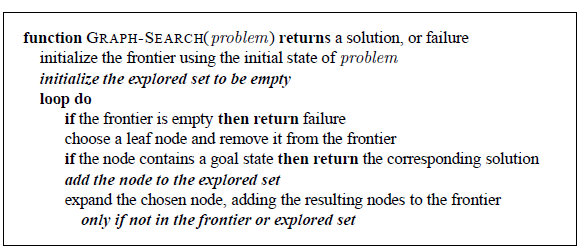 function GRAPH-SEARCH(problem) returns a solution, or failure
initialize the frontier using the initial state of problem
initialize the explored set to be empty
loop do
if the frontier is empty then return failure
choose a leaf node and remove it from the frontier
if the node contains a goal state then return the corresponding solution
add the node to the explored set
expand the chosen node, adding the resulting nodes to the frontier
only if not in the frontier or explored set